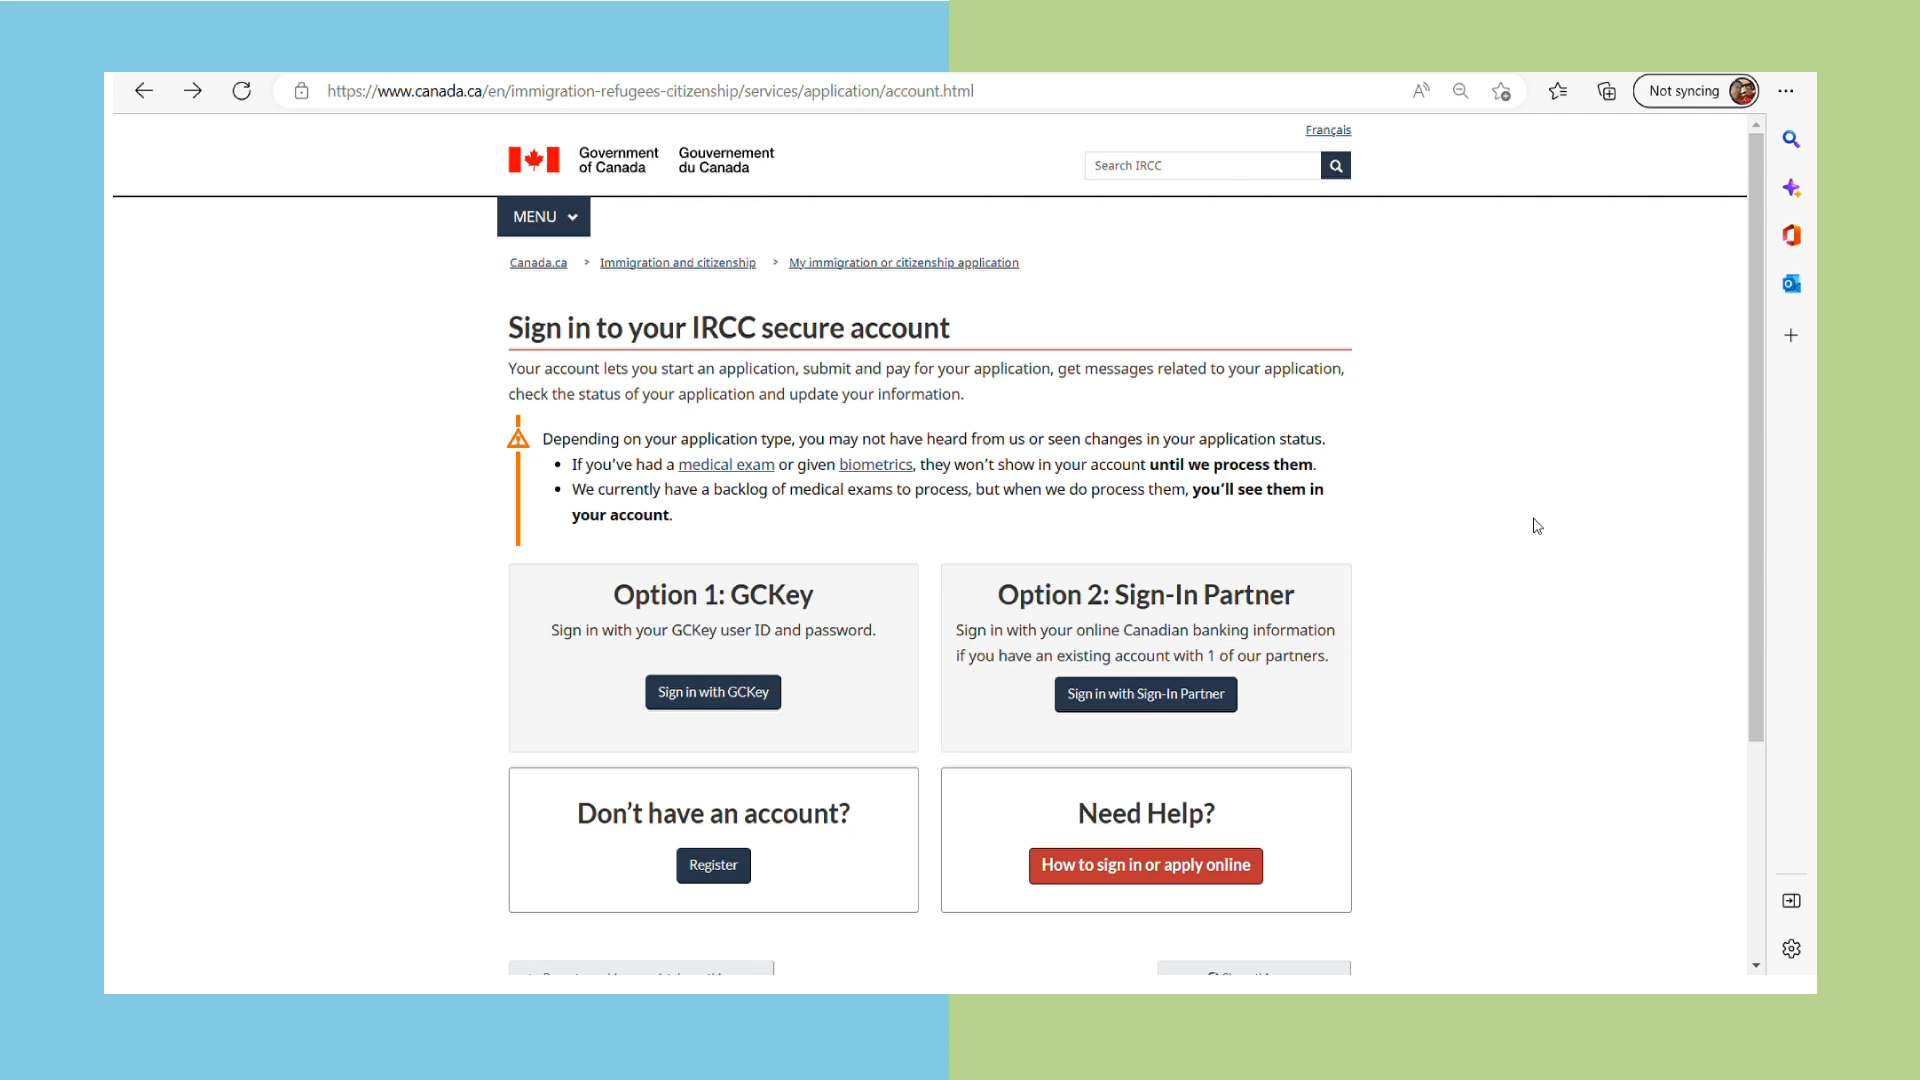 https://www.canada.ca/en/immigration-refugees-citizenship/services/application/account.html
Not syncing
Français
Government of Canada
Gouvernement du Canada
Search IRCC
MENU
Canada.ca > Immigration and citizenship > My immigration or citizenship application
Sign in to your IRCC secure account
Your account lets you start an application, submit and pay for your application, get messages related to your application,
check the status of your application and update your information.
Depending on your application type, you may not have heard from us or seen changes in your application status.
• If you've had a medical exam or given biometrics, they won't show in your account until we process them.
• We currently have a backlog of medical exams to process, but when we do process them, you'll see them in
your account.
Option 1: GCKey
Sign in with your GCKey user ID and password.
Sign in with GCKey
Option 2: Sign-In Partner
Sign in with your online Canadian banking information
if you have an existing account with 1 of our partners.
Sign in with Sign-In Partner
Don't have an account?
Register
Need Help?
How to sign in or apply online